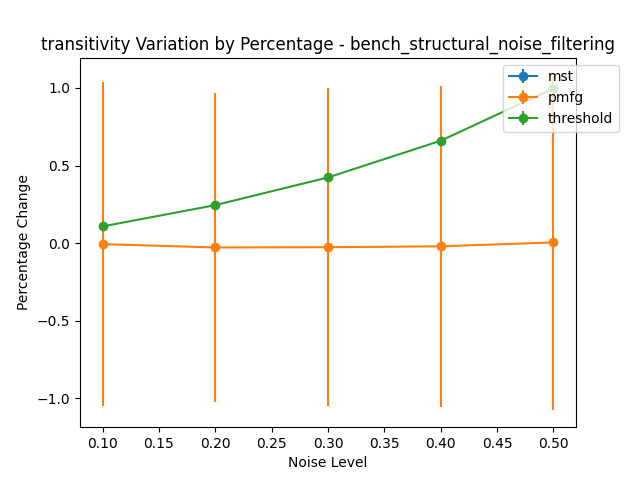 transitivity Variation by Percentage - bench_structural_noise_filtering
mst
pmfg
threshold
1.0
0.5
0.0
−0.5
−1.0
Percentage Change
0.10 0.15 0.20 0.25 0.30 0.35 0.40 0.45 0.50
Noise Level